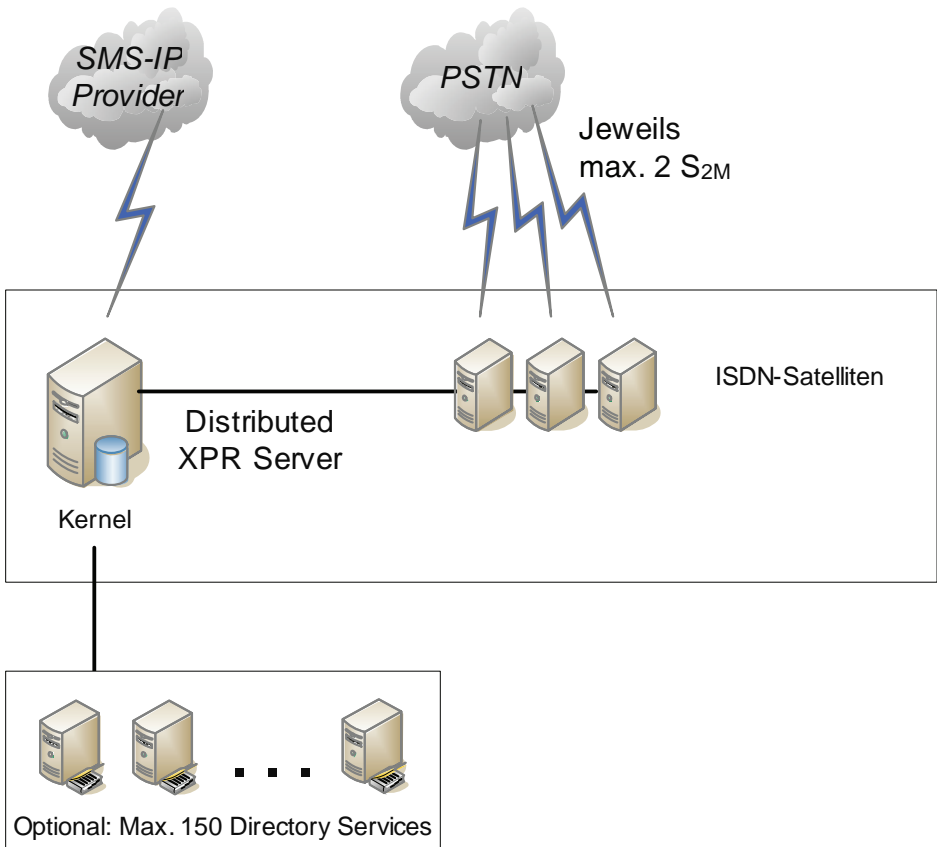 SMS-IP
Provider
PSTN
Jeweils
max. 2 S2M
ISDN-Satelliten
Distributed
XPR Server
Kernel
. . .
Optional: Max. 150 Directory Services